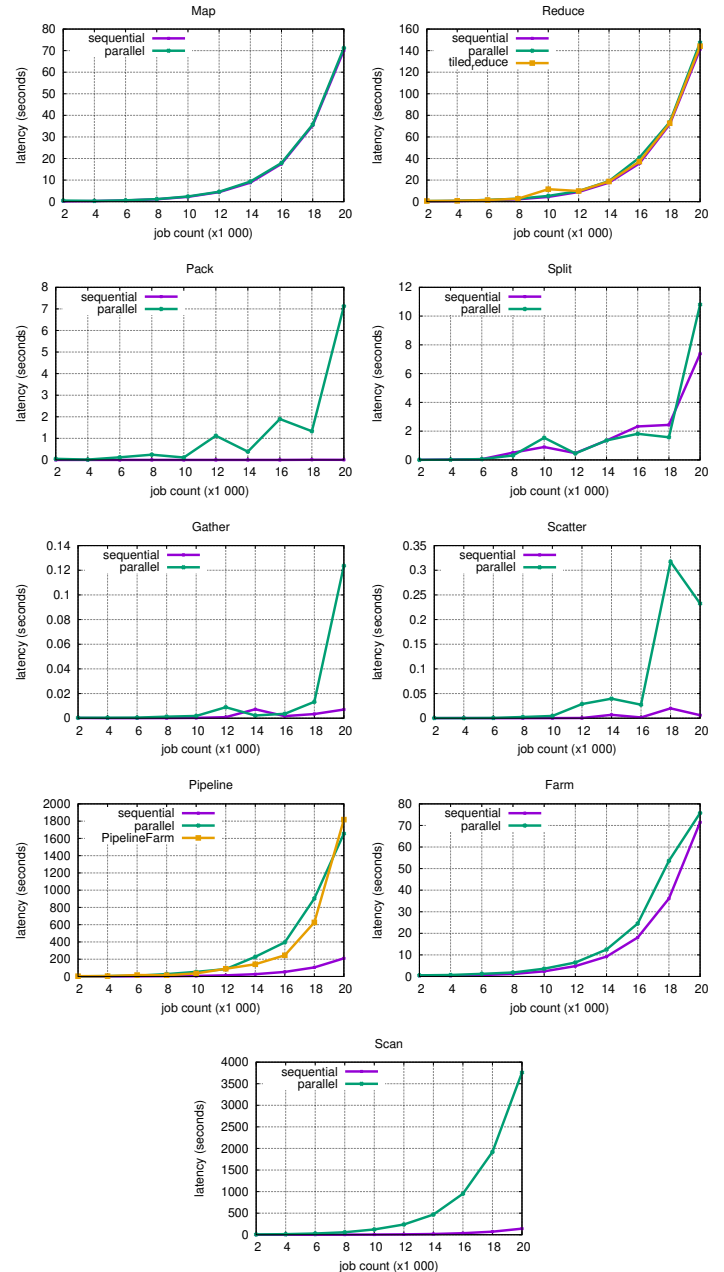 Map
80
70
60
50
40
30
20
10
0
2 4 6 8 10 12 14 16 18 20
latency (seconds)
job count (x1 000)
sequential
parallel
Reduce
160
140
120
100
80
60
40
20
0
2 4 6 8 10 12 14 16 18 20
latency (seconds)
job count (x1 000)
sequential
parallel
tiled_reduce
Pack
8
7
6
5
4
3
2
1
0
2 4 6 8 10 12 14 16 18 20
latency (seconds)
job count (x1 000)
sequential
parallel
Split
12
10
8
6
4
2
0
2 4 6 8 10 12 14 16 18 20
latency (seconds)
job count (x1 000)
sequential
parallel
Gather
0.14
0.12
0.1
0.08
0.06
0.04
0.02
0
2 4 6 8 10 12 14 16 18 20
latency (seconds)
job count (x1 000)
sequential
parallel
Scatter
0.35
0.3
0.25
0.2
0.15
0.1
0.05
0
2 4 6 8 10 12 14 16 18 20
latency (seconds)
job count (x1 000)
sequential
parallel
Pipeline
2000
1800
1600
1400
1200
1000
800
600
400
200
0
2 4 6 8 10 12 14 16 18 20
latency (seconds)
job count (x1 000)
sequential
parallel
PipelineFarm
Farm
80
70
60
50
40
30
20
10
0
2 4 6 8 10 12 14 16 18 20
latency (seconds)
job count (x1 000)
sequential
parallel
Scan
4000
3500
3000
2500
2000
1500
1000
500
0
2 4 6 8 10 12 14 16 18 20
latency (seconds)
job count (x1 000)
sequential
parallel